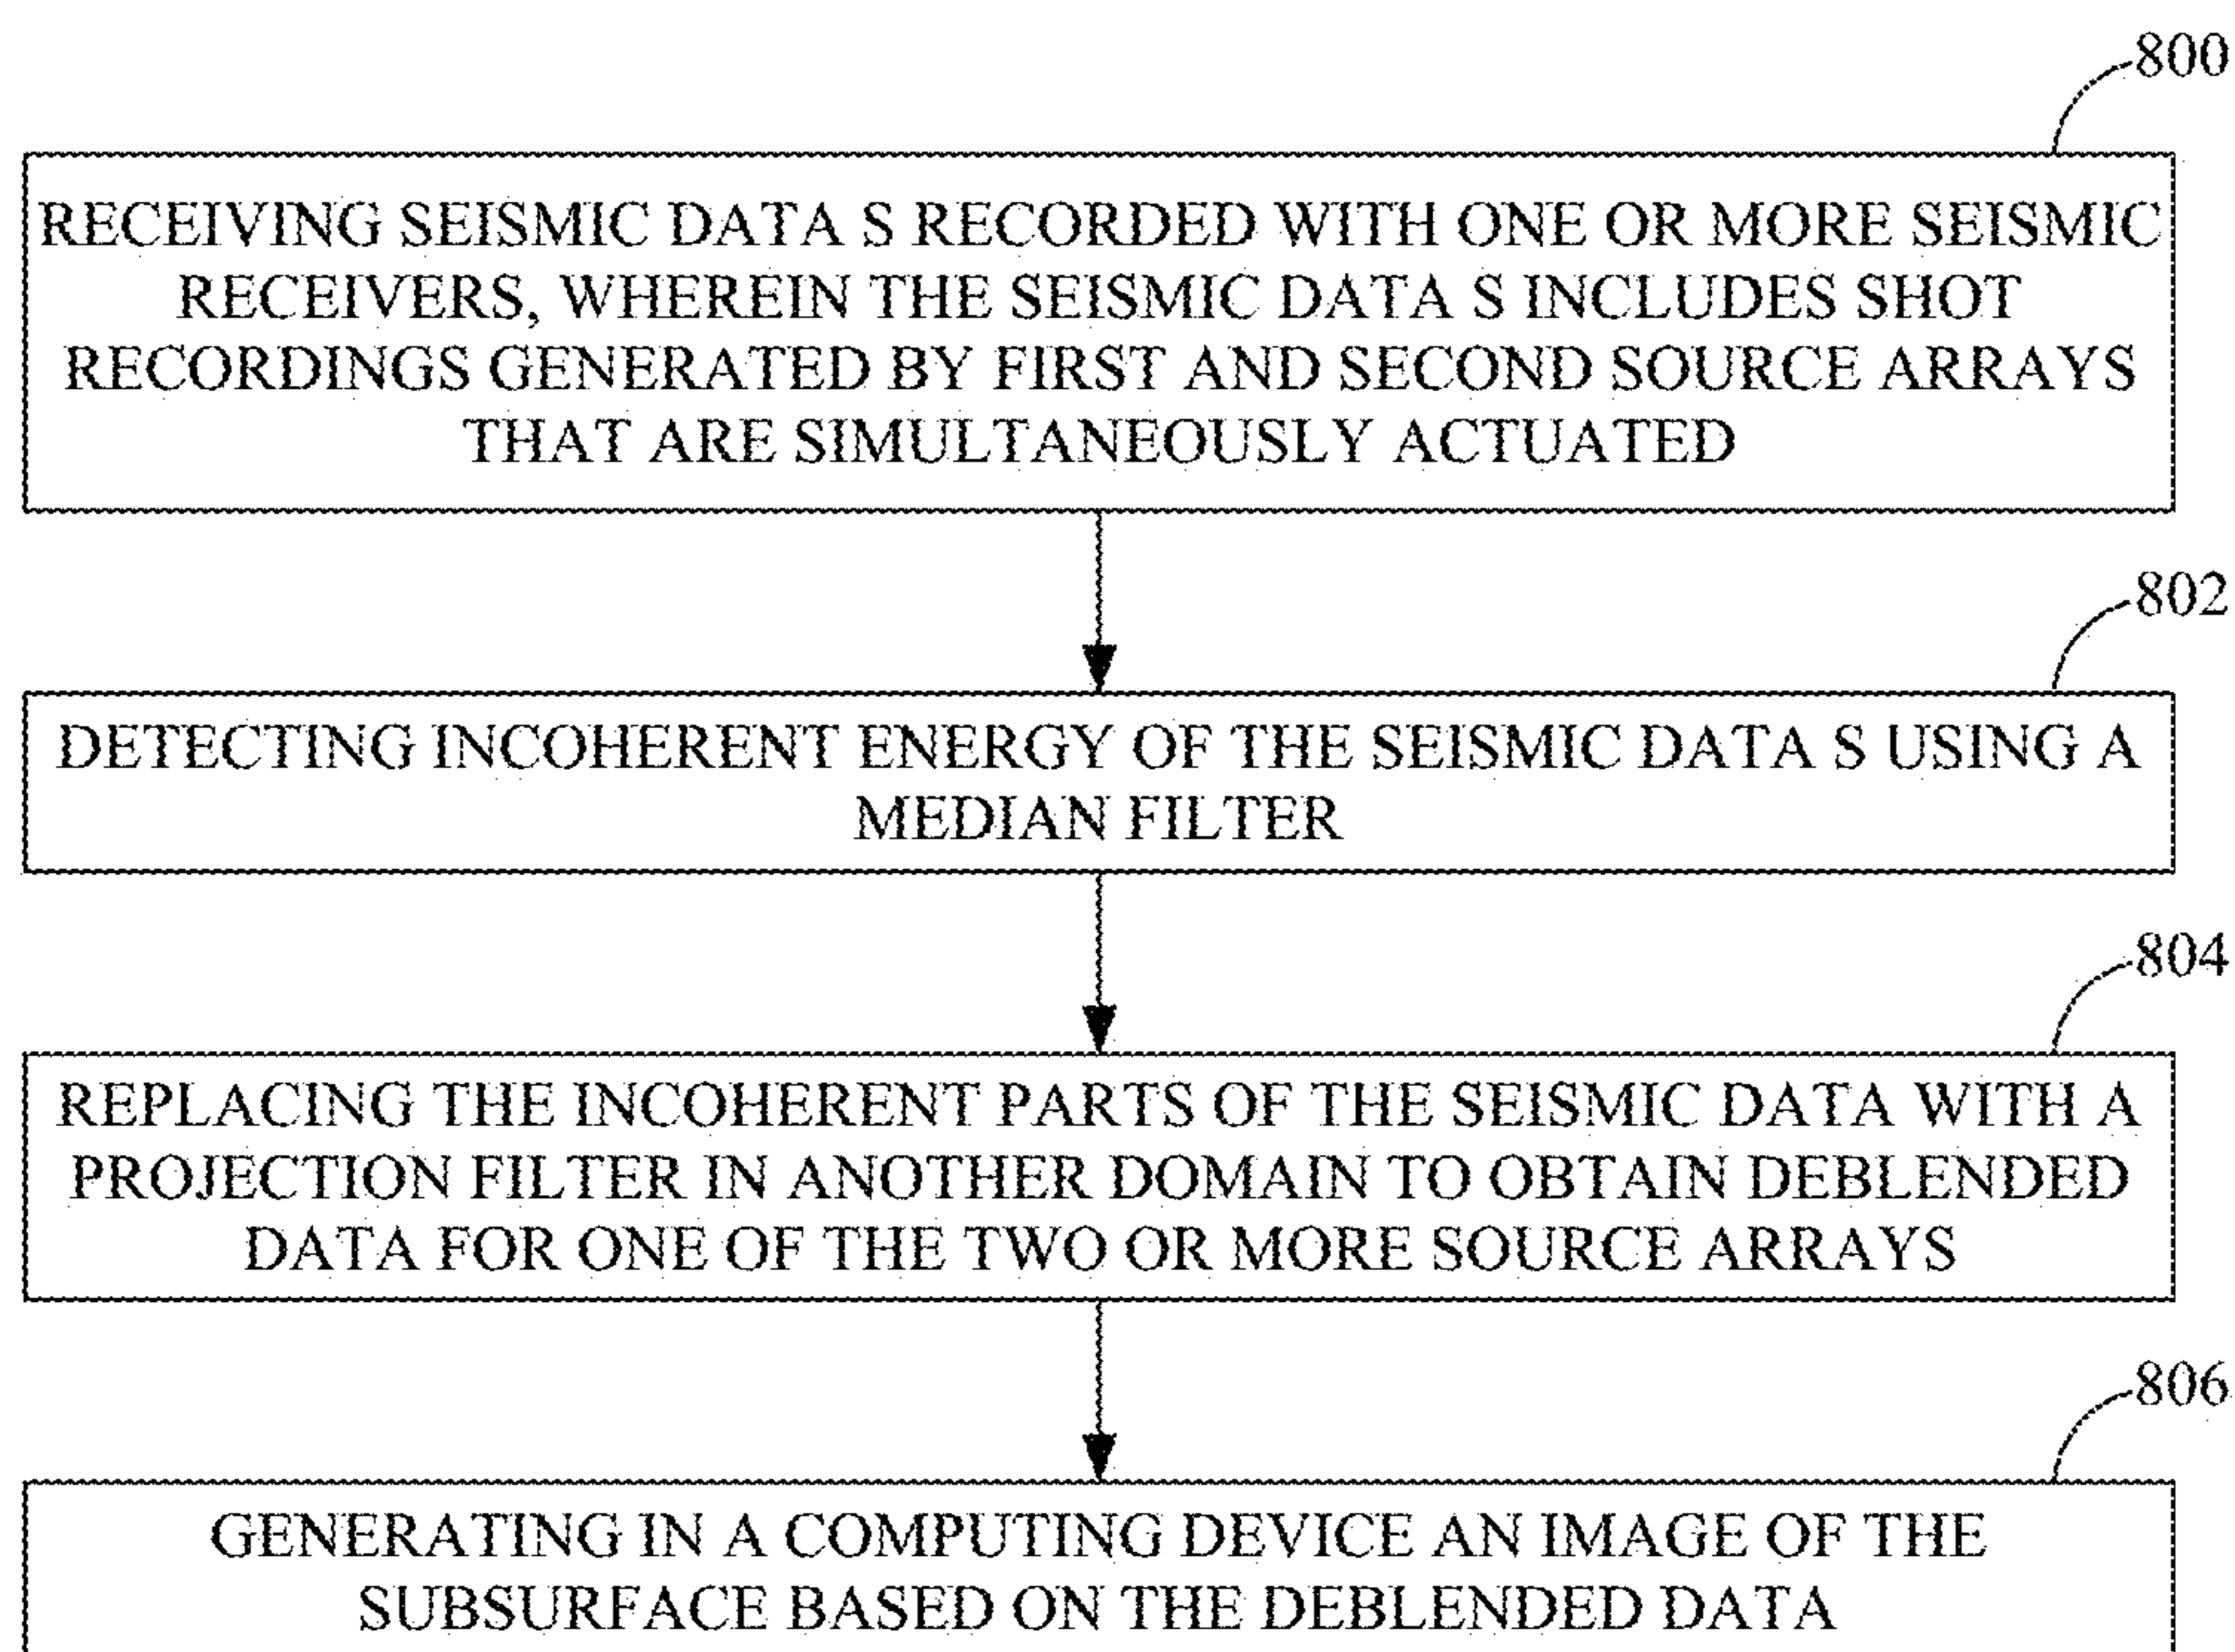 800
RECEIVING SEISMIC DATA S RECORDED WITH ONE OR MORE SEISMIC
RECEIVERS, WHEREIN THE SEISMIC DATA S INCLUDES SHOT
RECORDINGS GENERATED BY FIRST AND SECOND SOURCE ARRAYS
THAT ARE SIMULTANEOUSLY ACTUATED
802
DETECTING INCOHERENT ENERGY OF THE SEISMIC DATA S USING A
MEDIAN FILTER
804
REPLACING THE INCOHERENT PARTS OF THE SEISMIC DATA WITH A
PROJECTION FILTER IN ANOTHER DOMAIN TO OBTAIN DEBLENDED
DATA FOR ONE OF THE TWO OR MORE SOURCE ARRAYS
806
GENERATING IN A COMPUTING DEVICE AN IMAGE OF THE
SUBSURFACE BASED ON THE DEBLENDED DATA